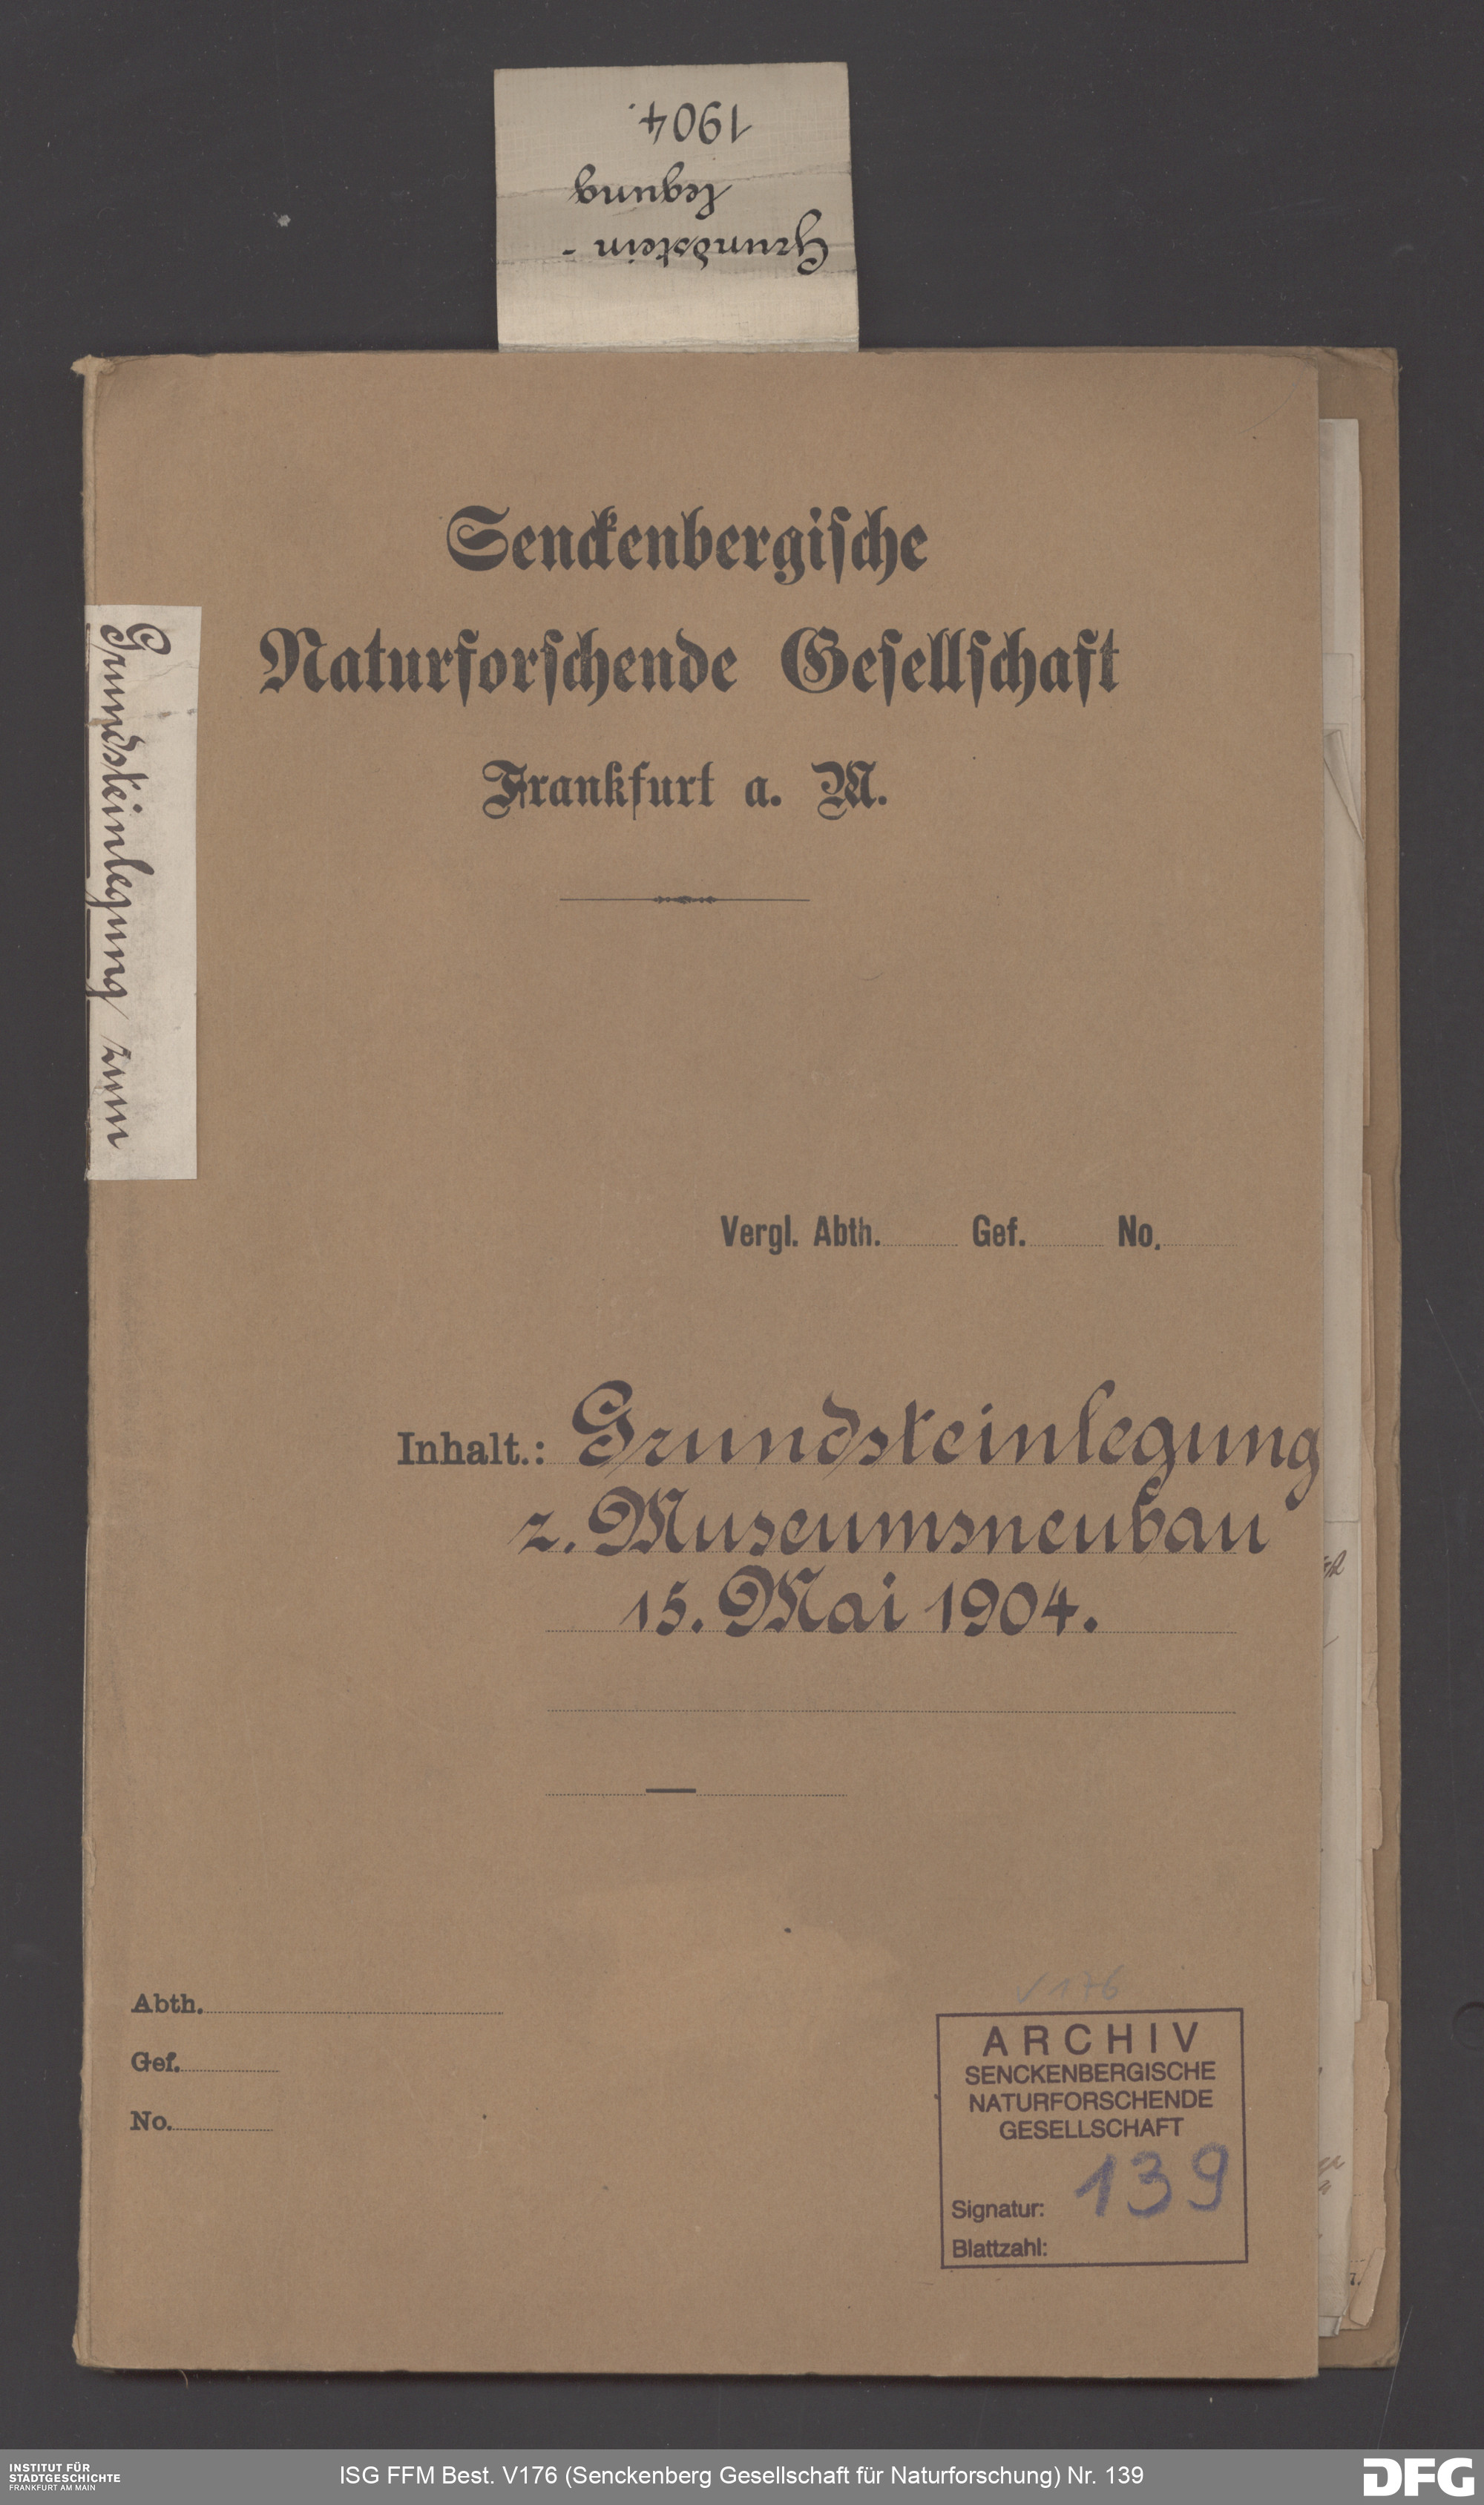 Grundstein-
legung
1904.
Senckenbergische
Naturforschende Gesellschaft
Frankfurt a. M.
Grundsteinlegung zum
Vergl. Abth. Gef. No.
Inhalt.: Grundsteinlegung
z. Museumsneubau
15. Mai 1904.
Abth.
Gef.
No.
V 176
ARCHIV
SENCKENBERGISCHE
NATURFORSCHENDE
GESELLSCHAFT
Signatur: 139
Blattzahl:
INSTITUT FÜR
STADTGESCHICHTE
FRANKFURT AM MAIN
ISG FFM Best. V176 (Senckenberg Gesellschaft für Naturforschung) Nr. 139
DFG